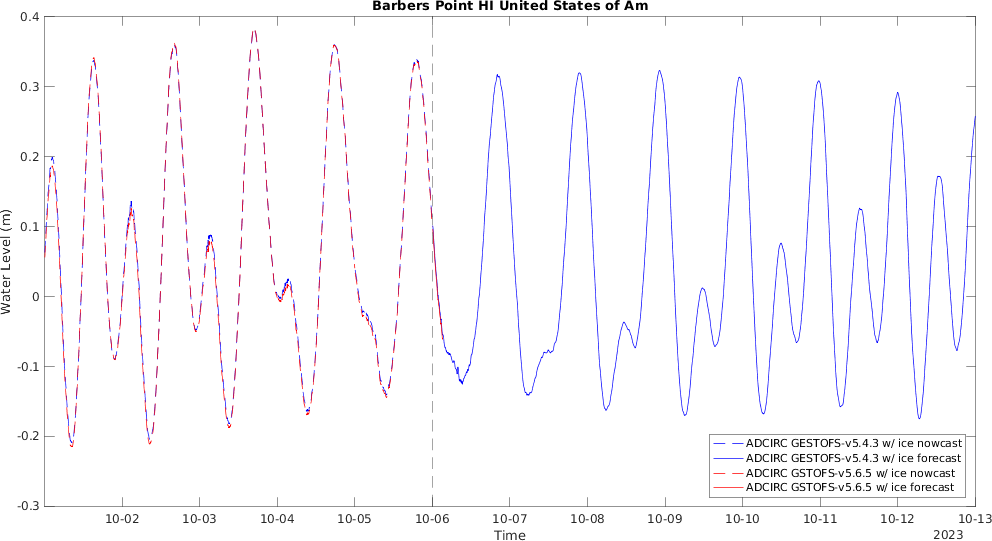 Barbers Point HI United States of Am
Water Level (m)
0.4
0.3
0.2
0.1
0
-0.1
-0.2
-0.3
10-02 10-03 10-04 10-05 10-06 10-07 10-08 10-09 10-10 10-11 10-12 10-13
Time
2023
ADCIRC GESTOFS-v5.4.3 w/ ice nowcast
ADCIRC GESTOFS-v5.4.3 w/ ice forecast
ADCIRC GSTOFS-v5.6.5 w/ ice nowcast
ADCIRC GSTOFS-v5.6.5 w/ ice forecast